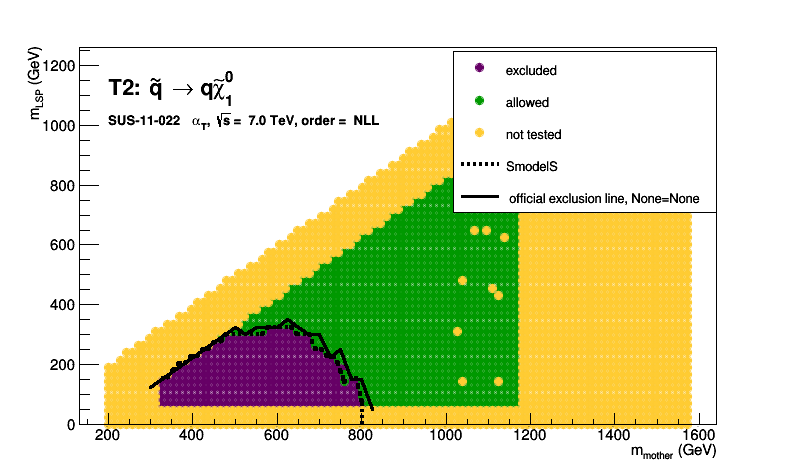 m_LSP (GeV)
1200
1000
800
600
400
200
0
T2: q̃ → qχ̃⁰₁
SUS-11-022 α_T, √s = 7.0 TeV, order = NLL
excluded
allowed
not tested
SmodelS
official exclusion line, None=None
200 400 600 800 1000 1200 1400 1600
m_mother (GeV)